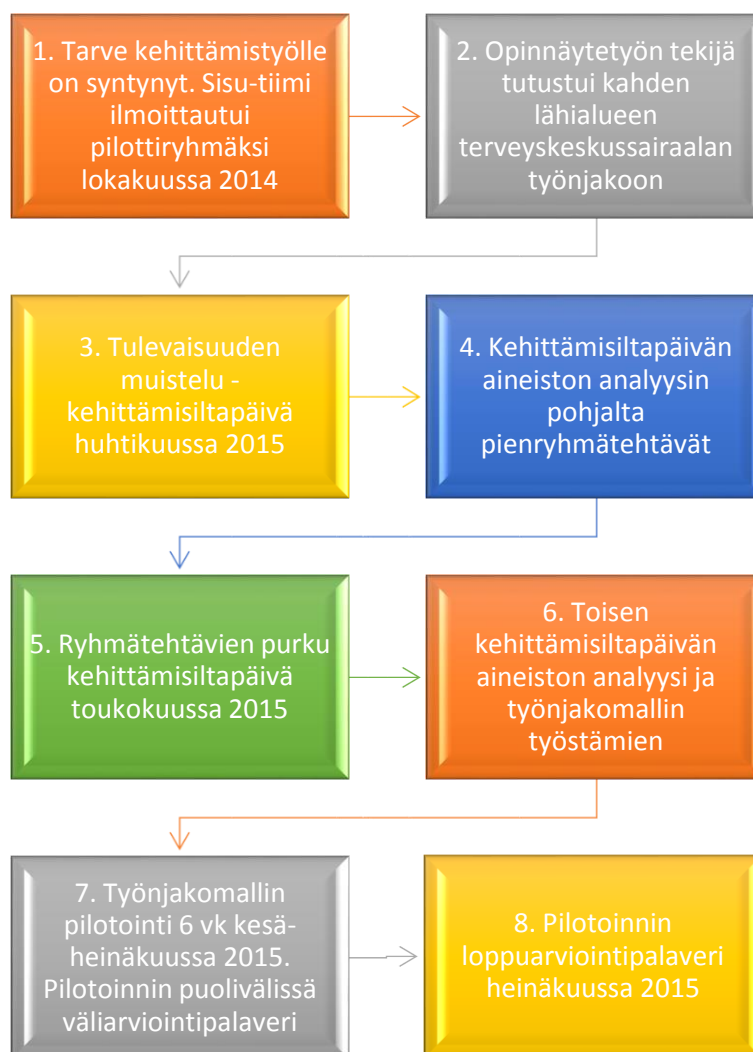 1. Tarve kehittämistyölle
on syntynyt. Sisu-tiimi
ilmoittautui
pilottiryhmäksi
lokakuussa 2014
2. Opinnäytetyön tekijä
tutustui kahden
lähialueen
terveyskeskussairaalan
työnjakoon
3. Tulevaisuuden
muistelu -
kehittämisiltapäivä
huhtikuussa 2015
4. Kehittämisiltapäivän
aineiston analyysin
pohjalta
pienryhmätehtävät
5. Ryhmätehtävien purku
kehittämisiltapäivä
toukokuussa 2015
6. Toisen
kehittämisiltapäivän
aineiston analyysi ja
työnjakomallin
työstämien
7. Työnjakomallin
pilotointi 6 vk kesä-
heinäkuussa 2015.
Pilotoinnin puolivälissä
väliarviointipalaveri
8. Pilotoinnin
loppuarviointipalaveri
heinäkuussa 2015